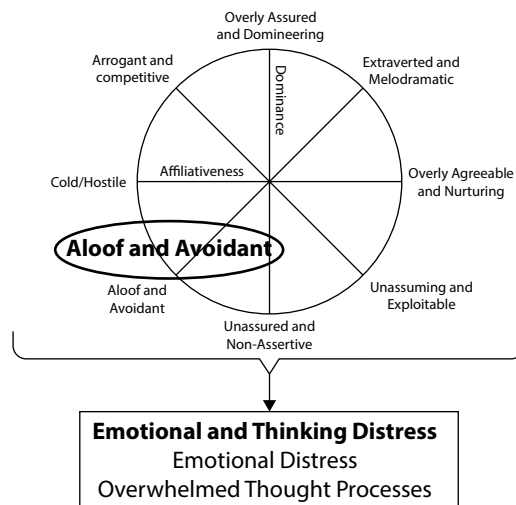 Overly Assured
and Domineering
Arrogant and
competitive
Extraverted and
Melodramatic
Dominance
Cold/Hostile
Affiliativeness
Overly Agreeable
and Nurturing
Aloof and Avoidant
Aloof and
Avoidant
Unassuming and
Exploitable
Unassured and
Non-Assertive
Emotional and Thinking Distress
Emotional Distress
Overwhelmed Thought Processes